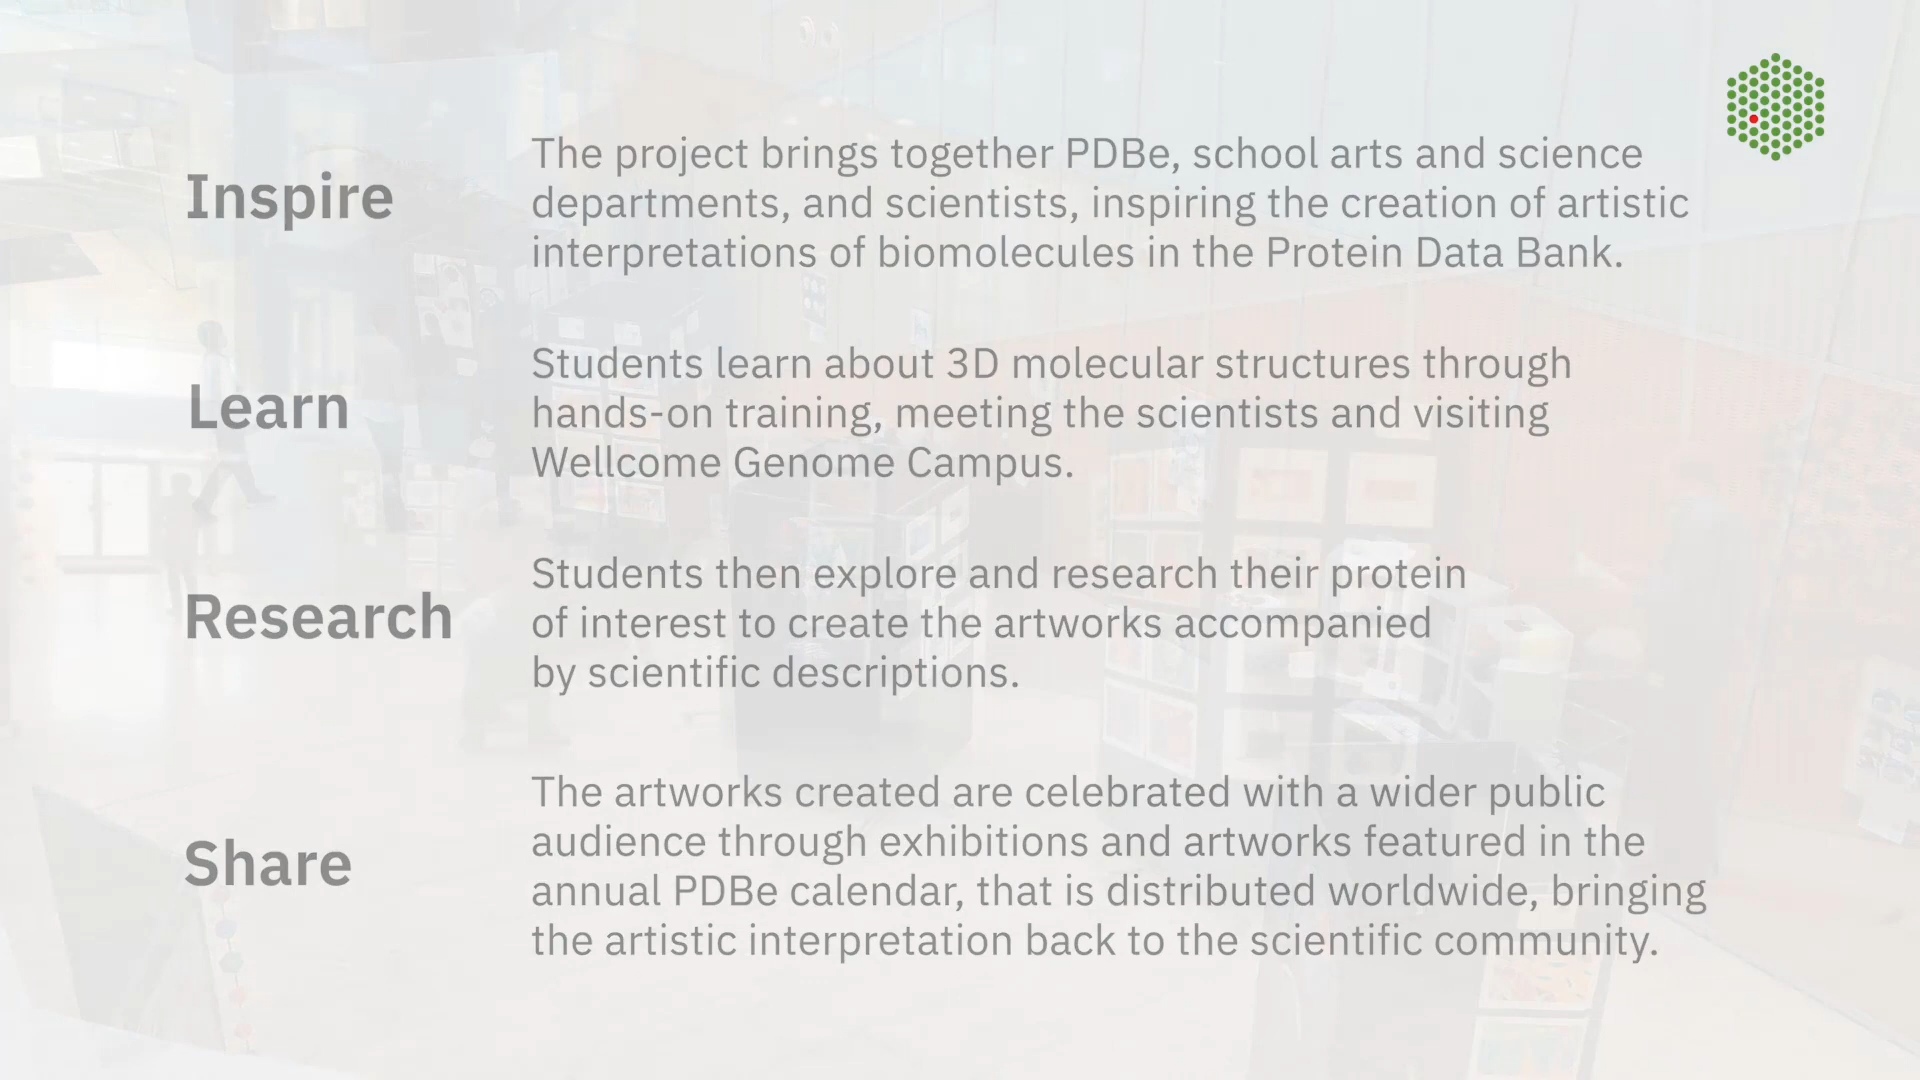 Inspire
The project brings together PDBe, school arts and science
departments, and scientists, inspiring the creation of artistic
interpretations of biomolecules in the Protein Data Bank.
Learn
Students learn about 3D molecular structures through
hands-on training, meeting the scientists and visiting
Wellcome Genome Campus.
Research
Students then explore and research their protein
of interest to create the artworks accompanied
by scientific descriptions.
Share
The artworks created are celebrated with a wider public
audience through exhibitions and artworks featured in the
annual PDBe calendar, that is distributed worldwide, bringing
the artistic interpretation back to the scientific community.